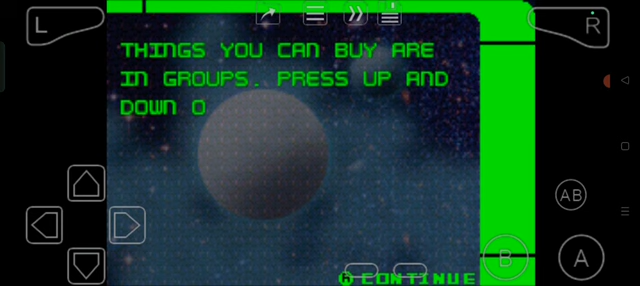 L
R
THINGS YOU CAN BUY ARE
IN GROUPS. PRESS UP AND
DOWN O
AB
B
A
CONTINUE